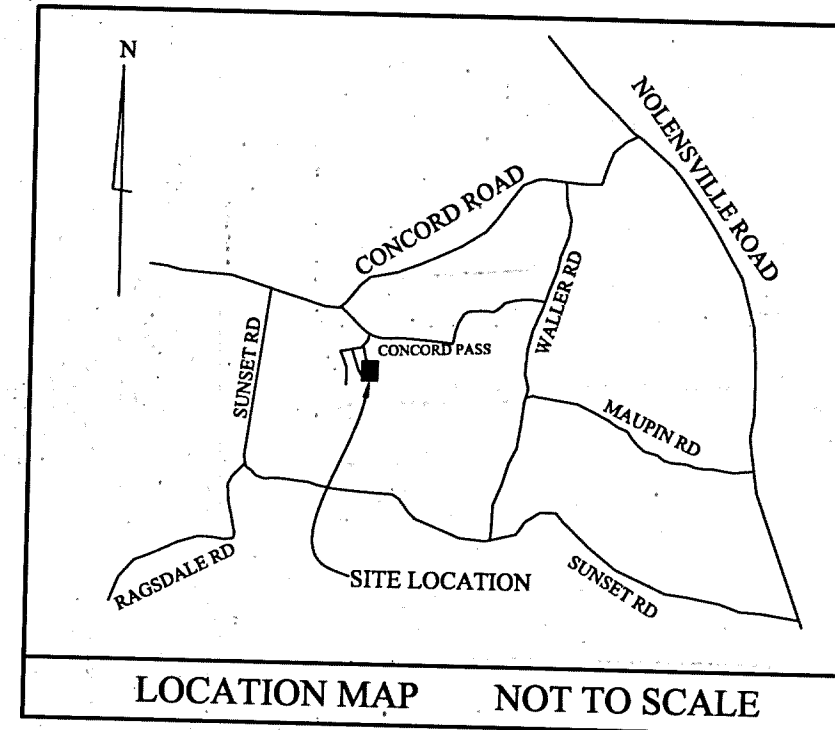 N
NOLENSVILLE ROAD
CONCORD ROAD
WALLER RD
SUNSET RD
CONCORD PASS
MAUPIN RD
RAGSDALE RD
SITE LOCATION
SUNSET RD
LOCATION MAP NOT TO SCALE